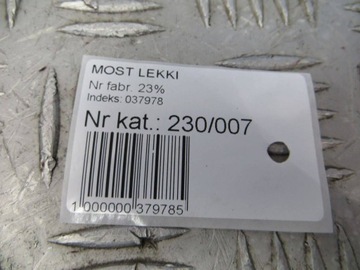 MOST LEKKI
Nr fabr. 23%
Indeks: 037978
Nr kat.: 230/007
1 000000 379785